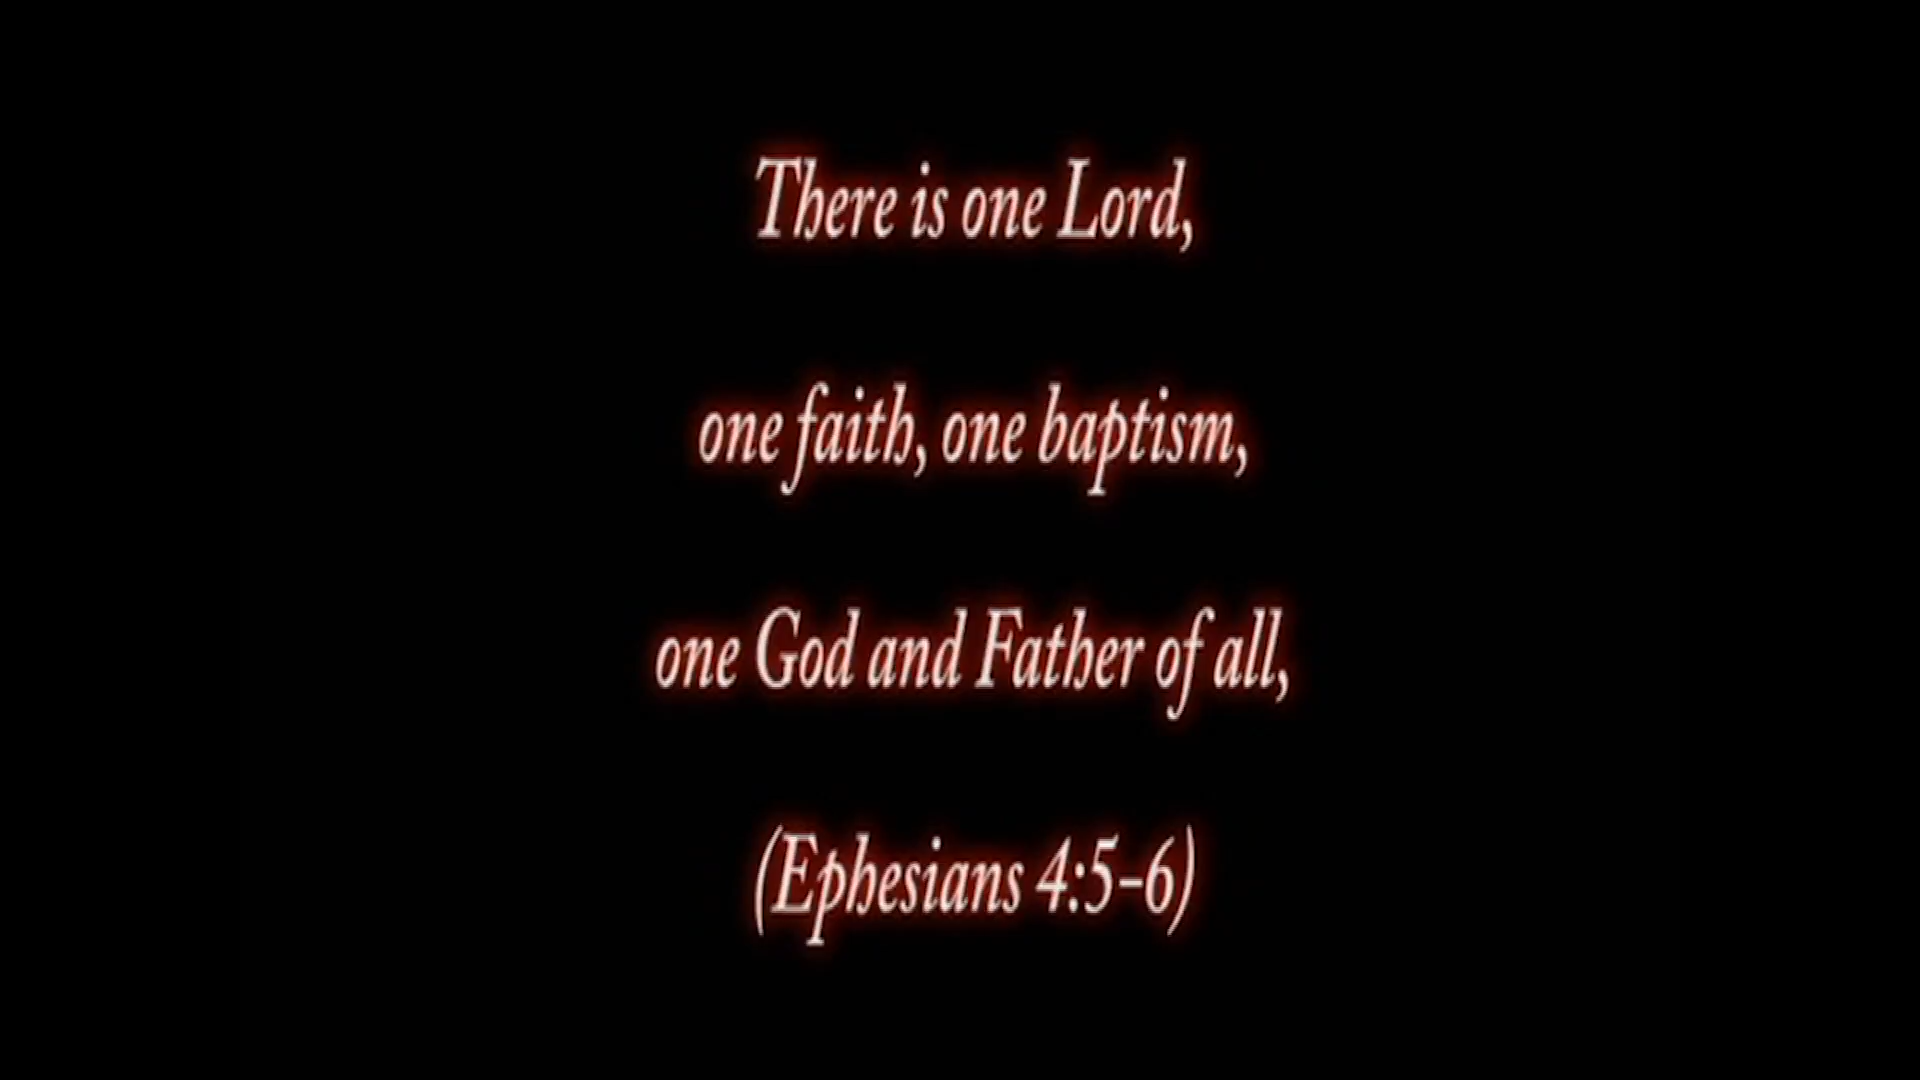 There is one Lord,
one faith, one baptism,
one God and Father of all,
(Ephesians 4:5-6)